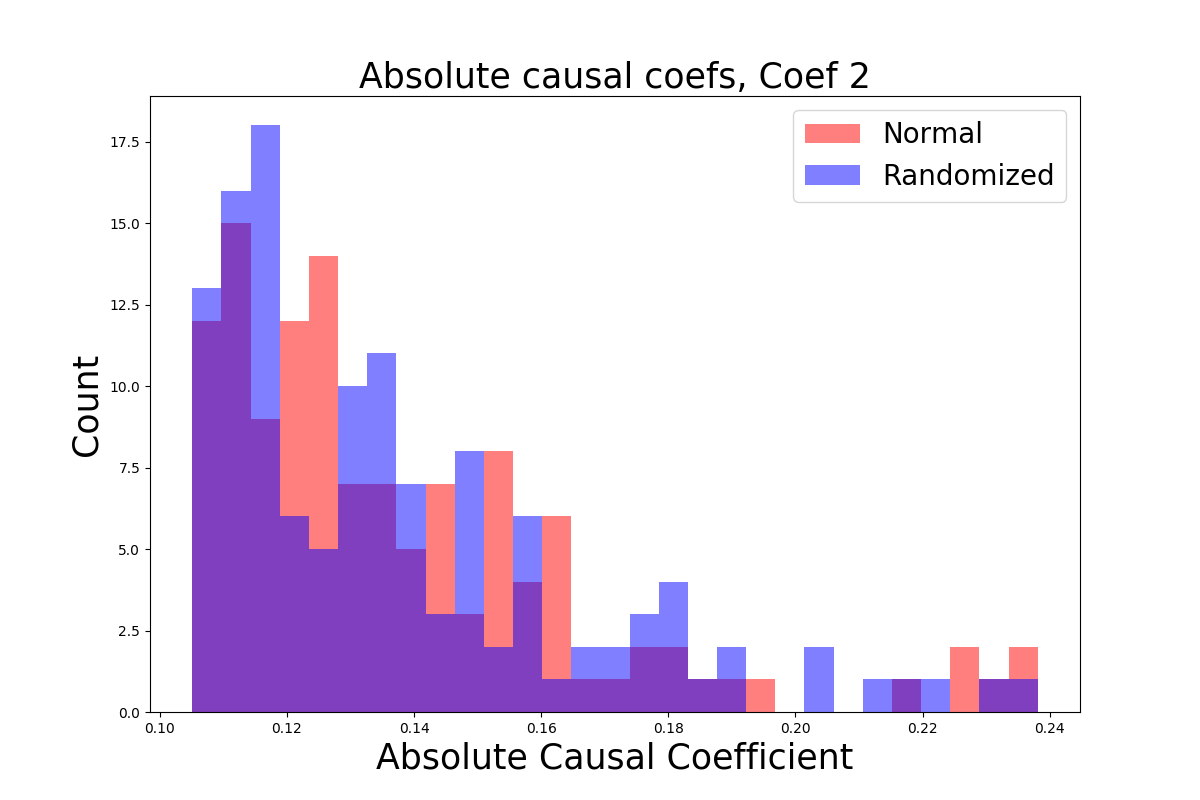 Absolute causal coefs, Coef 2
Normal
Randomized
17.5
15.0
12.5
10.0
7.5
5.0
2.5
0.0
Count
0.10 0.12 0.14 0.16 0.18 0.20 0.22 0.24
Absolute Causal Coefficient